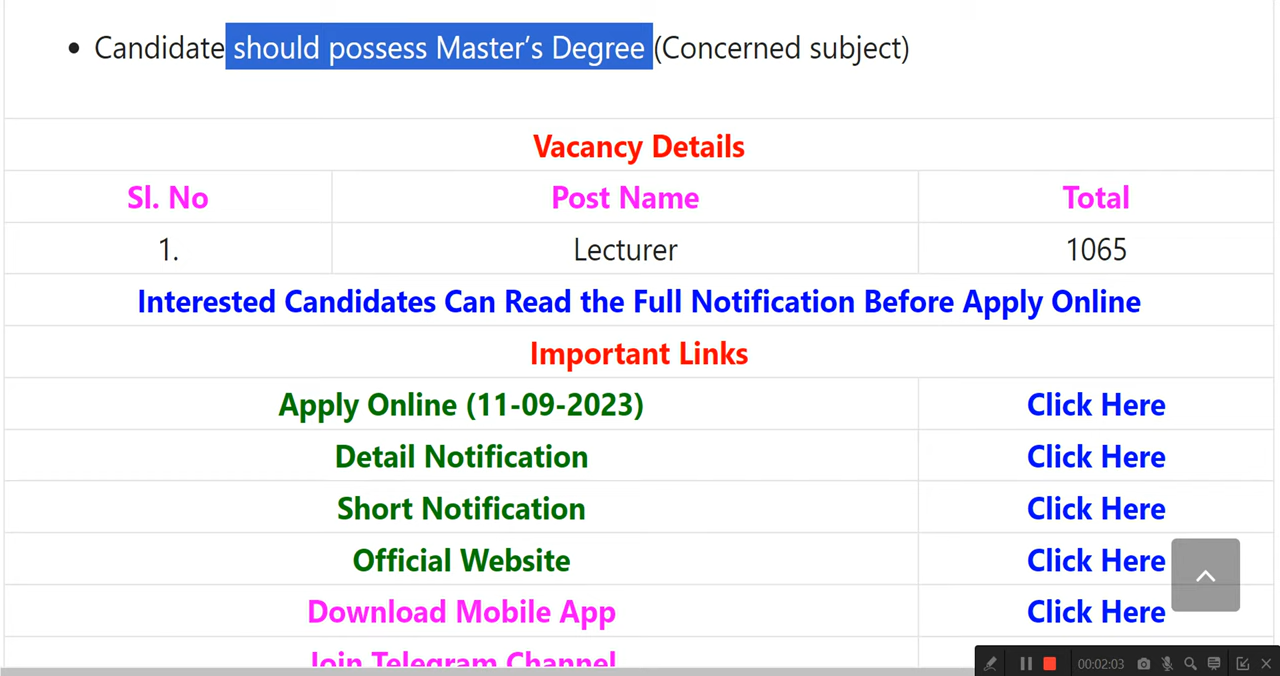 • Candidate should possess Master's Degree (Concerned subject)
Vacancy Details
Sl. No Post Name Total
1. Lecturer 1065
Interested Candidates Can Read the Full Notification Before Apply Online
Important Links
Apply Online (11-09-2023) Click Here
Detail Notification Click Here
Short Notification Click Here
Official Website Click Here
Download Mobile App Click Here
Join Telegram Channel
00:02:03